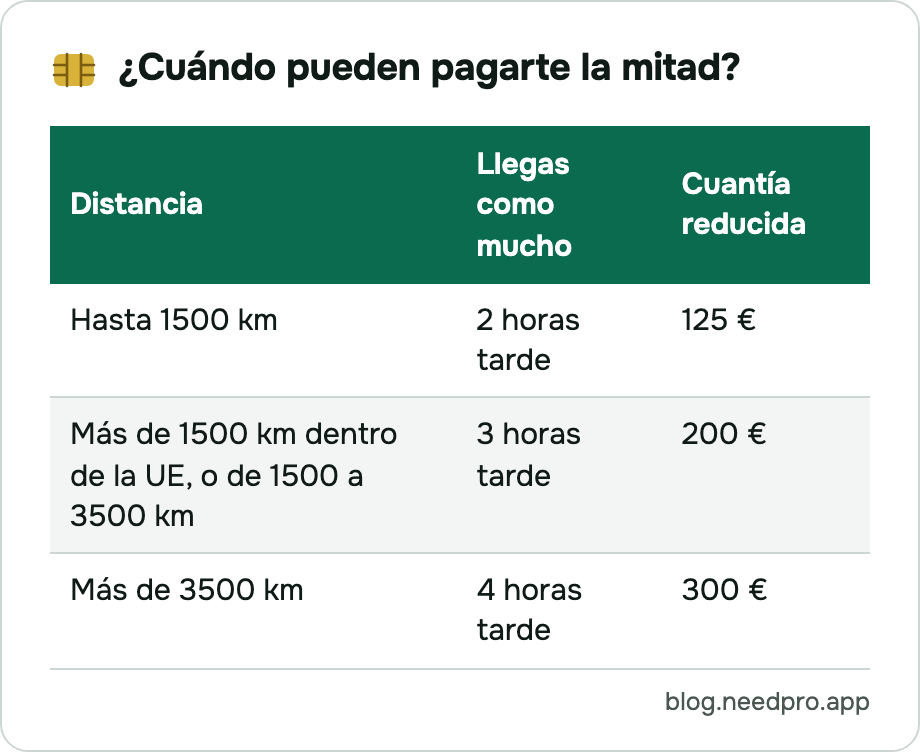 ¿Cuándo pueden pagarte la mitad?
Distancia
Llegas
como
mucho
Cuantía
reducida
Hasta 1500 km
2 horas
tarde
125 €
Más de 1500 km dentro
de la UE, o de 1500 a
3500 km
3 horas
tarde
200 €
Más de 3500 km
4 horas
tarde
300 €
blog.needpro.app